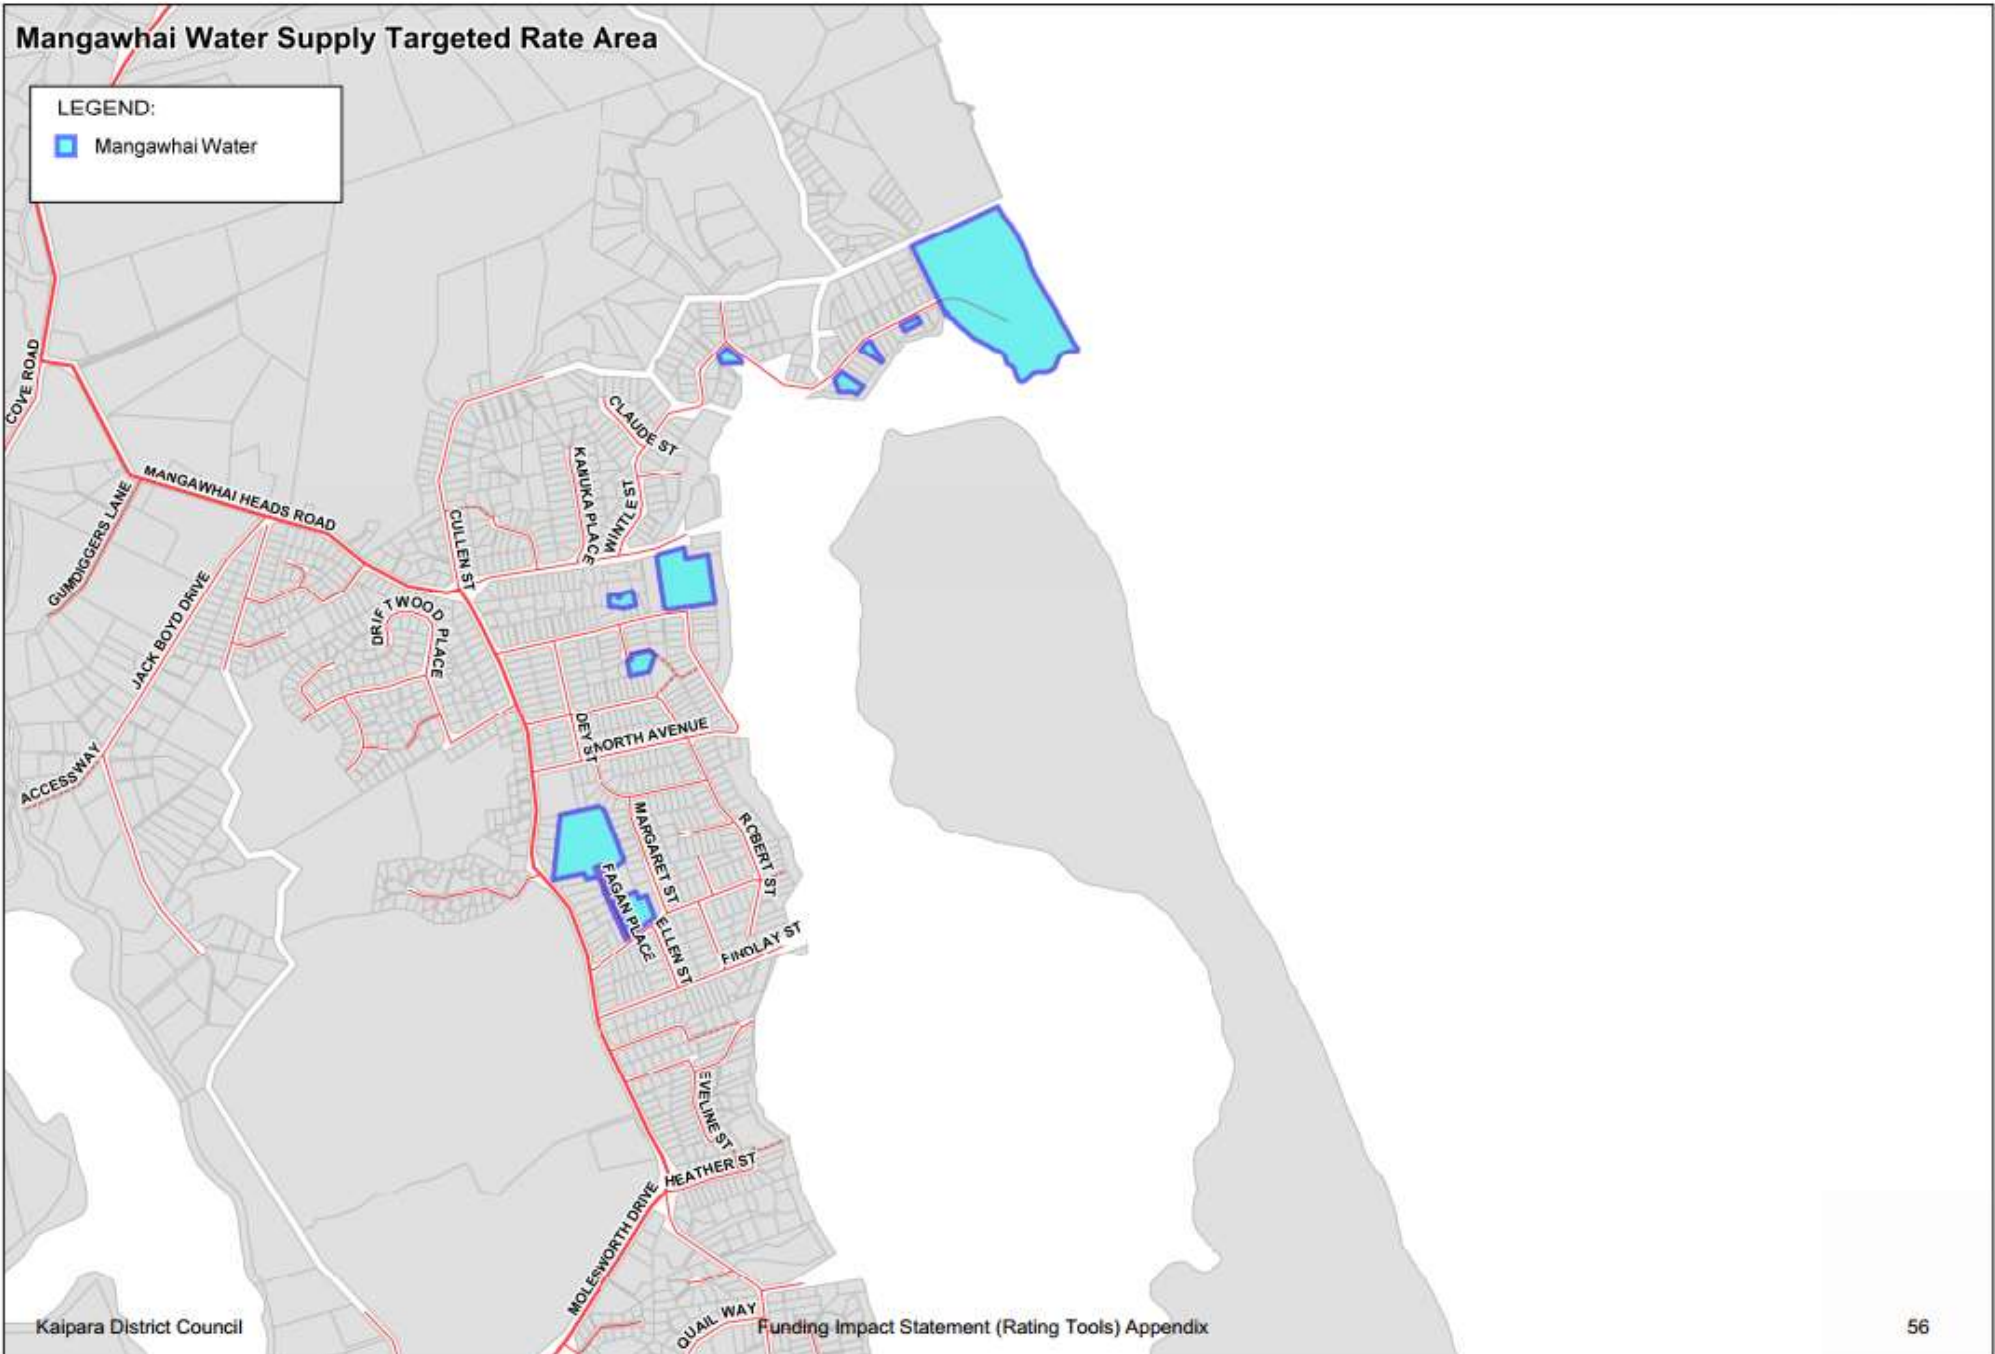 Mangawhai Water Supply Targeted Rate Area
LEGEND:
Mangawhai Water
COVE ROAD
MANGAWHAI HEADS ROAD
GUMDIGGERS LANE
JACK BOYD DRIVE
ACCESSWAY
DRIFTWOOD PLACE
CULLEN ST
KANUKA PLACE
CLAUDE ST
WINTLE ST
DEY ST
NORTH AVENUE
MARGARET ST
ROBERT ST
FAGAN PLACE
ELLEN ST
FINDLAY ST
EVELINE ST
HEATHER ST
MOLESWORTH DRIVE
QUAIL WAY
Kaipara District Council
Funding Impact Statement (Rating Tools) Appendix
56